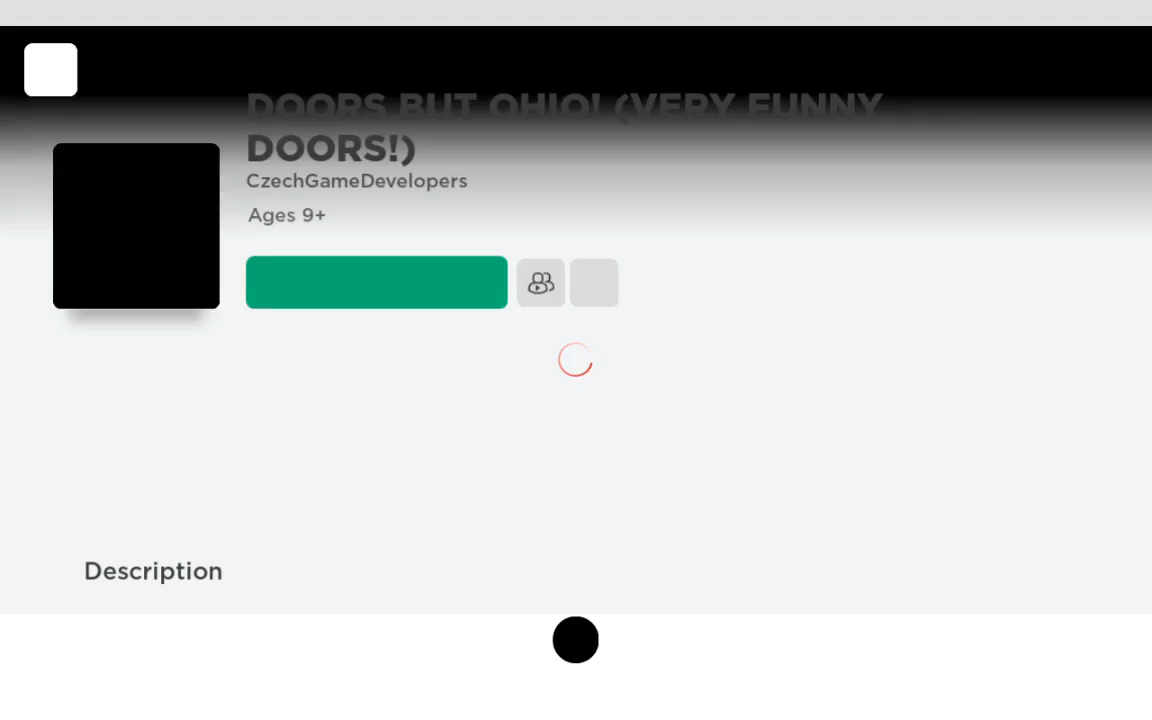 DOORS BUT OHIO! (VERY FUNNY
DOORS!)
CzechGameDevelopers
Ages 9+
Description